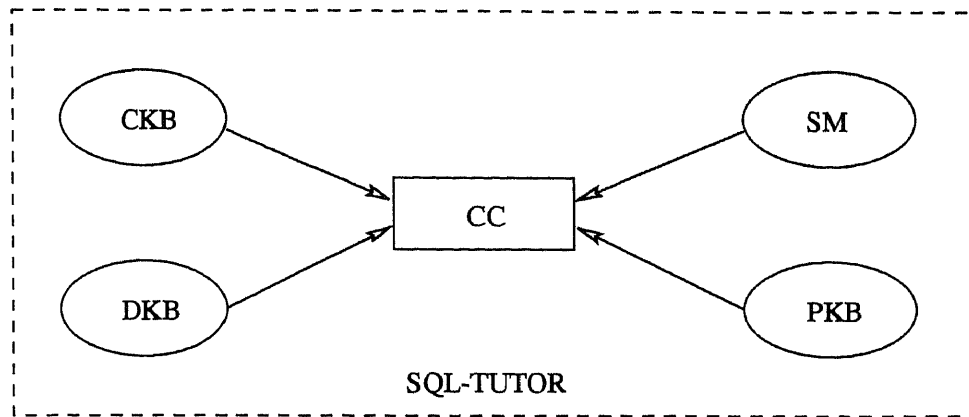 CKB
SM
CC
DKB
PKB
SQL-TUTOR